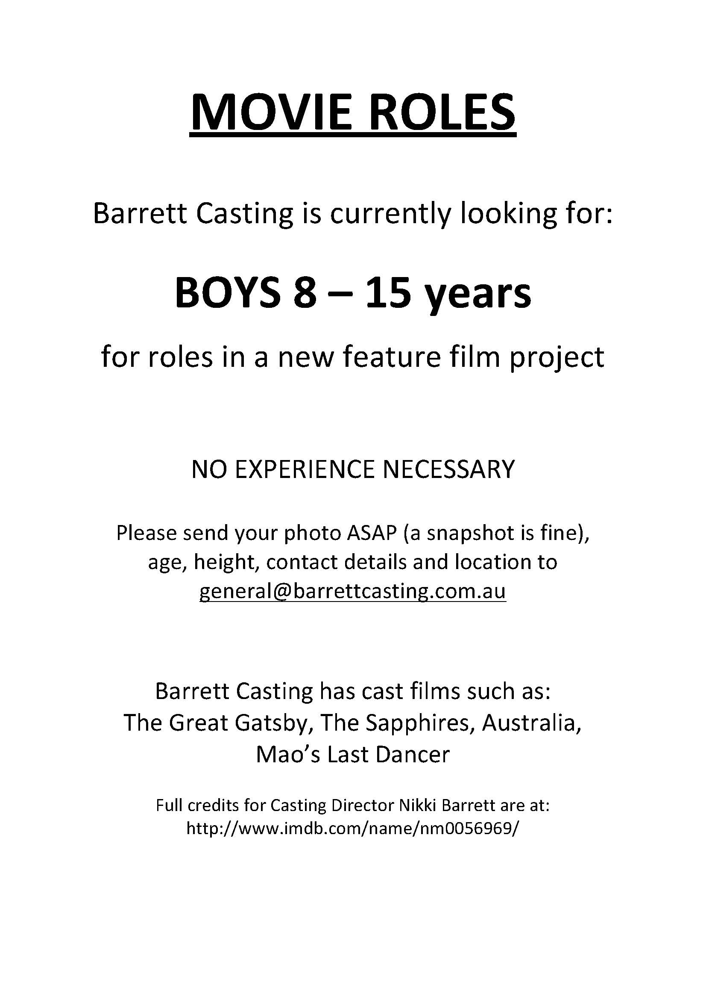 MOVIE ROLES
Barrett Casting is currently looking for:
BOYS 8 – 15 years
for roles in a new feature film project
NO EXPERIENCE NECESSARY
Please send your photo ASAP (a snapshot is fine),
age, height, contact details and location to
general@barrettcasting.com.au
Barrett Casting has cast films such as:
The Great Gatsby, The Sapphires, Australia,
Mao’s Last Dancer
Full credits for Casting Director Nikki Barrett are at:
http://www.imdb.com/name/nm0056969/